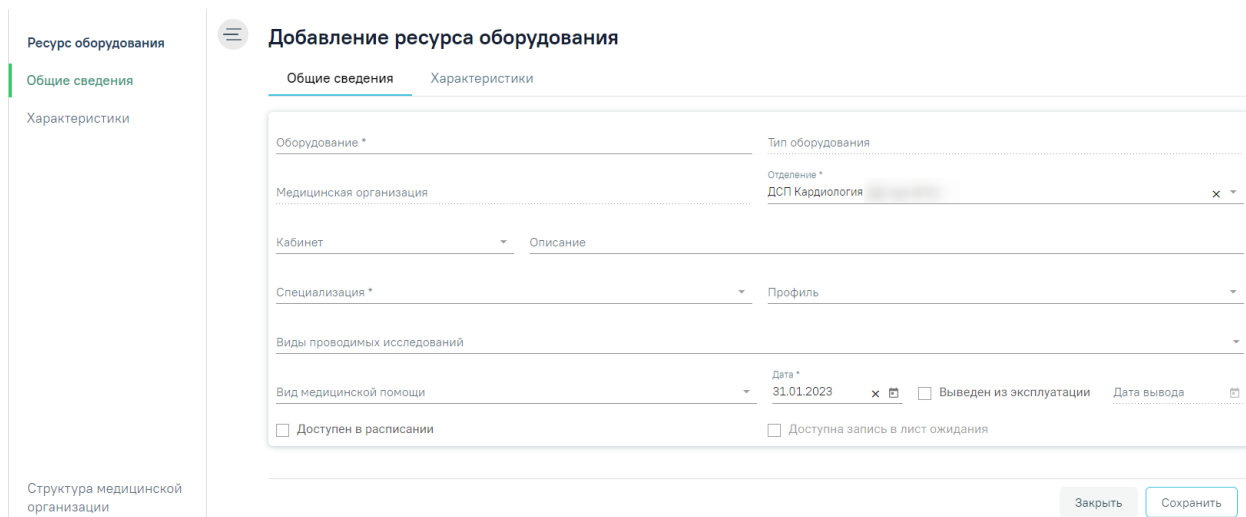 Ресурс оборудования
Общие сведения
Характеристики
Структура медицинской
организации
Добавление ресурса оборудования
Общие сведения Характеристики
Оборудование * Тип оборудования
Медицинская организация
Отделение *
ДСП Кардиология
Кабинет Описание
Специализация * Профиль
Виды проводимых исследований
Вид медицинской помощи
Дата *
31.01.2023 Выведен из эксплуатации Дата вывода
Доступен в расписании Доступна запись в лист ожидания
Закрыть Сохранить